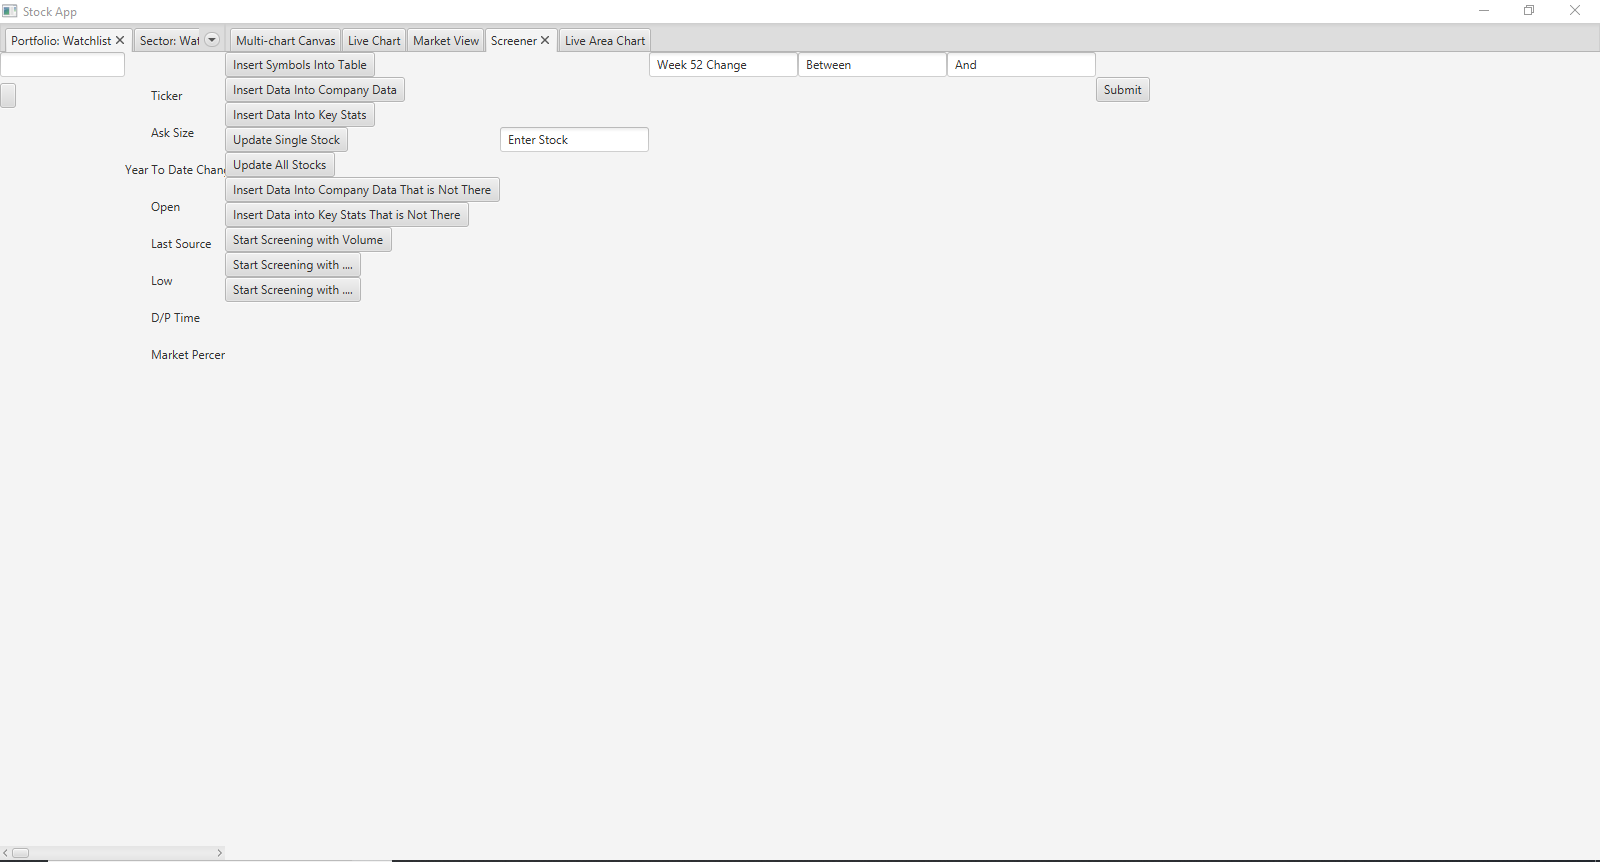 Stock App
Portfolio: Watchlist
Sector: Wat
Multi-chart Canvas
Live Chart
Market View
Screener
Live Area Chart
Insert Symbols Into Table
Week 52 Change
Between
And
Ticker
Insert Data Into Company Data
Submit
Insert Data Into Key Stats
Ask Size
Update Single Stock
Enter Stock
Year To Date Chang
Update All Stocks
Insert Data Into Company Data That is Not There
Open
Insert Data into Key Stats That is Not There
Last Source
Start Screening with Volume
Start Screening with ....
Low
Start Screening with ....
D/P Time
Market Percer